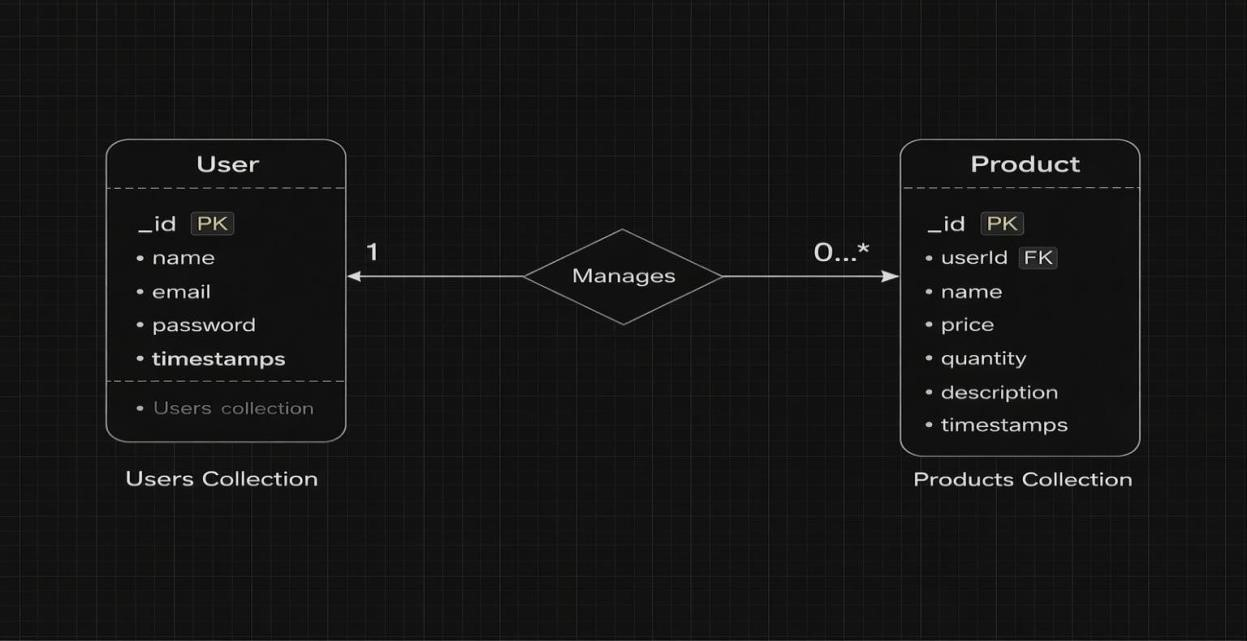 User
_id PK
• name
• email
• password
• timestamps
• Users collection
Users Collection
1
Manages
0...*
Product
_id PK
• userId FK
• name
• price
• quantity
• description
• timestamps
Products Collection